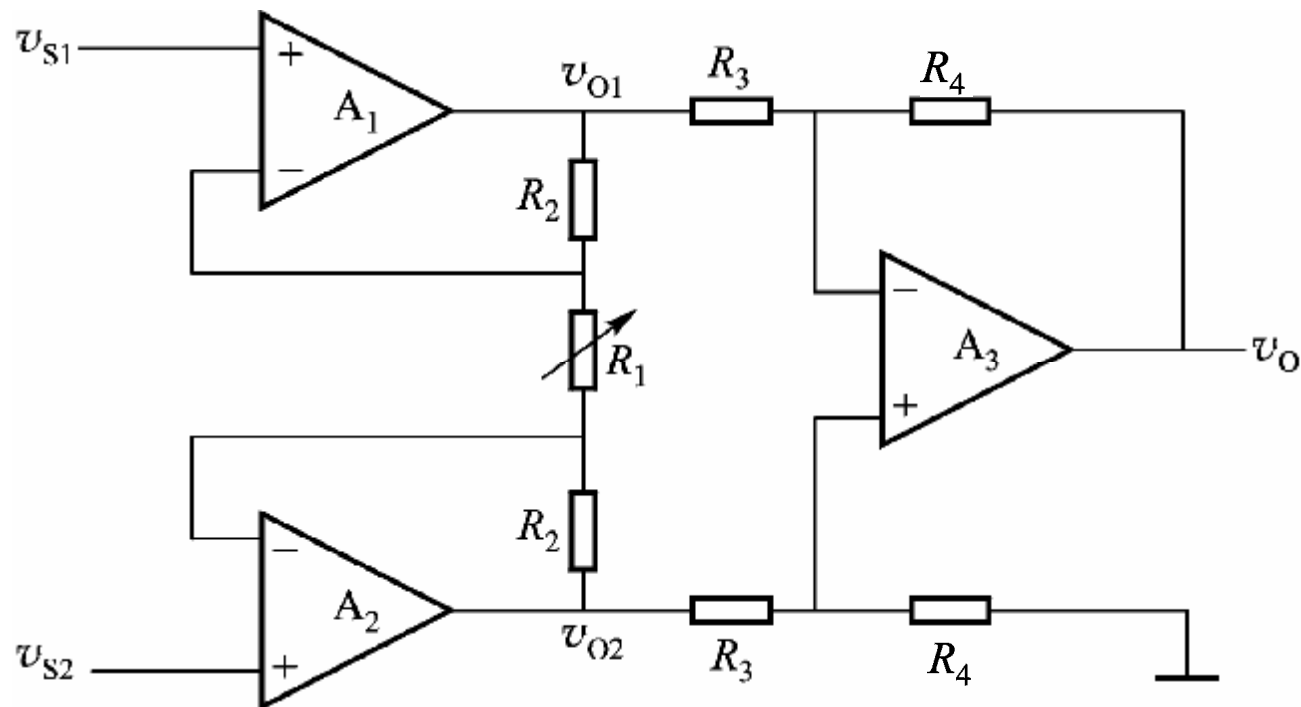 v_S1
+
A_1
−
v_O1
R_3
R_4
R_2
R_1
−
A_3
+
v_O
R_2
−
A_2
+
v_S2
v_O2
R_3
R_4